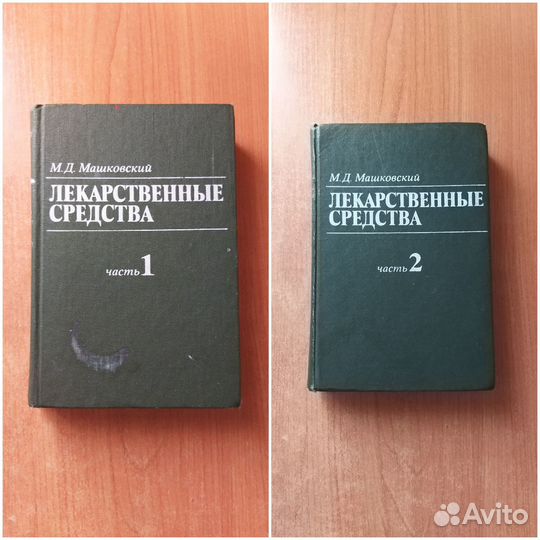 М.Д. Машковский
ЛЕКАРСТВЕННЫЕ
СРЕДСТВА
часть 1
М.Д. Машковский
ЛЕКАРСТВЕННЫЕ
СРЕДСТВА
часть 2
Avito